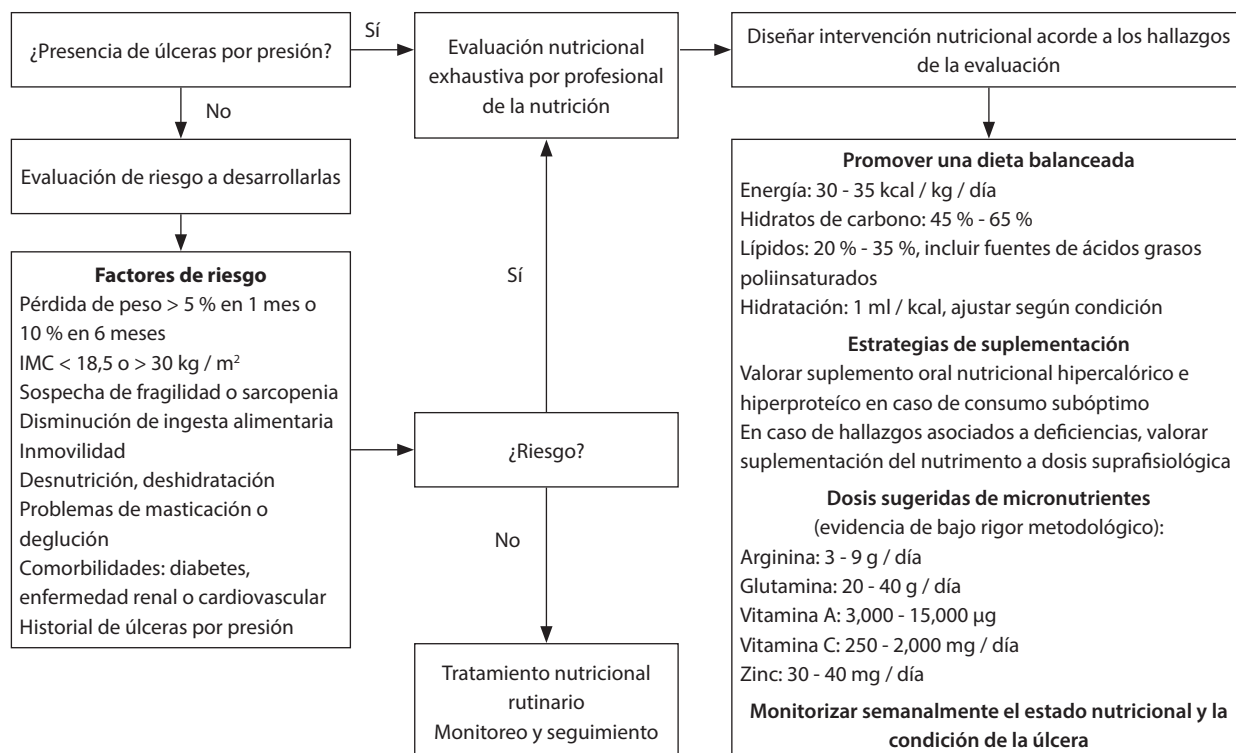 ¿Presencia de úlceras por presión?
Sí
No
Evaluación de riesgo a desarrollarlas
Factores de riesgo
Pérdida de peso > 5 % en 1 mes o
10 % en 6 meses
IMC < 18,5 o > 30 kg / m²
Sospecha de fragilidad o sarcopenia
Disminución de ingesta alimentaria
Inmovilidad
Desnutrición, deshidratación
Problemas de masticación o
deglución
Comorbilidades: diabetes,
enfermedad renal o cardiovascular
Historial de úlceras por presión
Evaluación nutricional
exhaustiva por profesional
de la nutrición
Sí
¿Riesgo?
No
Tratamiento nutricional
rutinario
Monitoreo y seguimiento
Diseñar intervención nutricional acorde a los hallazgos
de la evaluación
Promover una dieta balanceada
Energía: 30 - 35 kcal / kg / día
Hidratos de carbono: 45 % - 65 %
Lípidos: 20 % - 35 %, incluir fuentes de ácidos grasos
poliinsaturados
Hidratación: 1 ml / kcal, ajustar según condición
Estrategias de suplementación
Valorar suplemento oral nutricional hipercalórico e
hiperproteíco en caso de consumo subóptimo
En caso de hallazgos asociados a deficiencias, valorar
suplementación del nutrimento a dosis suprafisiológica
Dosis sugeridas de micronutrientes
(evidencia de bajo rigor metodológico):
Arginina: 3 - 9 g / día
Glutamina: 20 - 40 g / día
Vitamina A: 3,000 - 15,000 µg
Vitamina C: 250 - 2,000 mg / día
Zinc: 30 - 40 mg / día
Monitorizar semanalmente el estado nutricional y la
condición de la úlcera